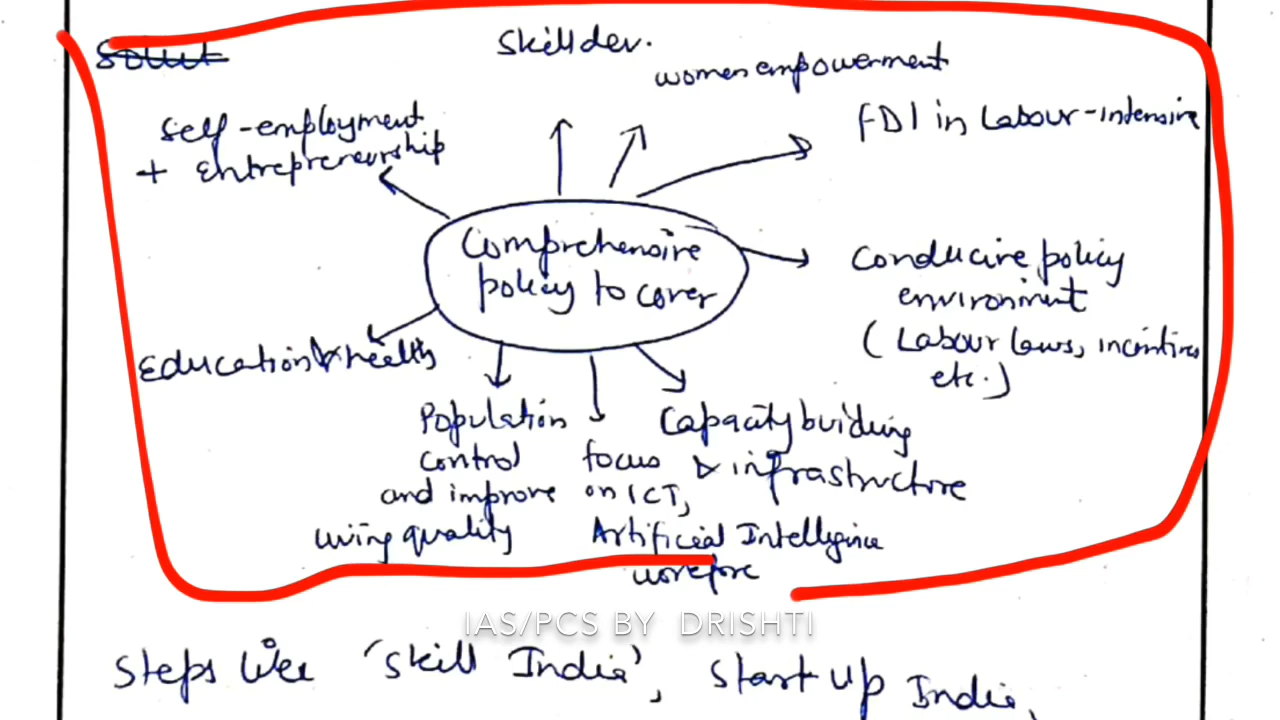 Solut
Skill dev.
women empowerment
FDI in Labour-intensive
self-employment
+ Entrepreneurship
Comprehensive
policy to cover
Conducive policy
environment
(Labour laws, incentives
etc.)
Education & health
Population
control
and improve
living quality
focus
on ICT,
Artificial Intelligence
Capacity building
& infrastructure
IAS/PCS BY DRISHTI
Steps like 'Skill India', Start up India,